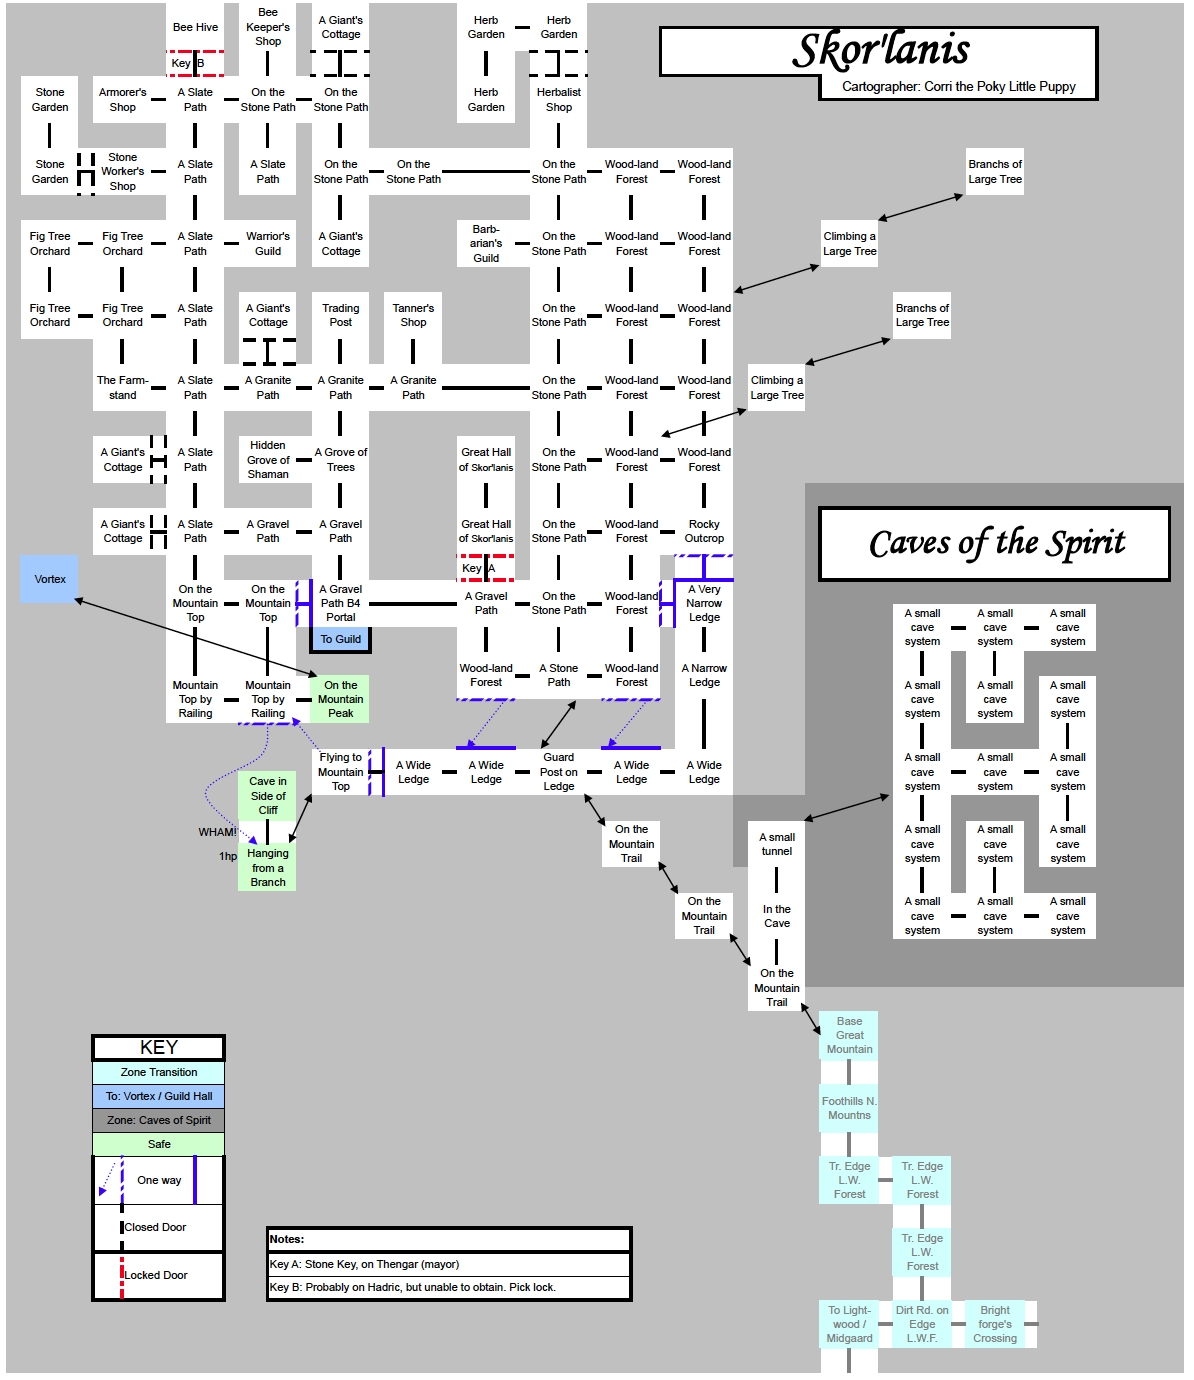 Skor'lanis
Cartographer: Corri the Poky Little Puppy
Bee Hive
Bee
Keeper's
Shop
A Giant's
Cottage
Herb
Garden
Herb
Garden
Key A B
Stone
Garden
Armorer's
Shop
A Slate
Path
On the
Stone Path
On the
Stone Path
Herb
Garden
Herbalist
Shop
Stone
Garden
Stone
Worker's
Shop
A Slate
Path
A Slate
Path
On the
Stone Path
On the
Stone Path
On the
Stone Path
Wood-land
Forest
Wood-land
Forest
Branchs of
Large Tree
Fig Tree
Orchard
Fig Tree
Orchard
A Slate
Path
Warrior's
Guild
A Giant's
Cottage
Barb-
arian's
Guild
On the
Stone Path
Wood-land
Forest
Wood-land
Forest
Climbing a
Large Tree
Fig Tree
Orchard
Fig Tree
Orchard
A Slate
Path
A Giant's
Cottage
Trading
Post
Tanner's
Shop
On the
Stone Path
Wood-land
Forest
Wood-land
Forest
Branchs of
Large Tree
The Farm-
stand
A Slate
Path
A Granite
Path
A Granite
Path
A Granite
Path
On the
Stone Path
Wood-land
Forest
Wood-land
Forest
Climbing a
Large Tree
A Giant's
Cottage
A Slate
Path
Hidden
Grove of
Shaman
A Grove of
Trees
Great Hall
of Skor'lanis
On the
Stone Path
Wood-land
Forest
Wood-land
Forest
A Giant's
Cottage
A Slate
Path
A Gravel
Path
A Gravel
Path
Great Hall
of Skor'lanis
On the
Stone Path
Wood-land
Forest
Rocky
Outcrop
Caves of the Spirit
Key A
Vortex
On the
Mountain
Top
On the
Mountain
Top
A Gravel
Path B4
Portal
A Gravel
Path
On the
Stone Path
Wood-land
Forest
A Very
Narrow
Ledge
To Guild
A small
cave
system
A small
cave
system
A small
cave
system
Mountain
Top by
Railing
Mountain
Top by
Railing
On the
Mountain
Peak
Wood-land
Forest
A Stone
Path
Wood-land
Forest
A Narrow
Ledge
A small
cave
system
A small
cave
system
A small
cave
system
Flying to
Mountain
Top
A Wide
Ledge
A Wide
Ledge
Guard
Post on
Ledge
A Wide
Ledge
A Wide
Ledge
A small
cave
system
A small
cave
system
A small
cave
system
Cave in
Side of
Cliff
WHAM!
1hp
Hanging
from a
Branch
On the
Mountain
Trail
A small
tunnel
A small
cave
system
A small
cave
system
A small
cave
system
On the
Mountain
Trail
In the
Cave
A small
cave
system
A small
cave
system
A small
cave
system
On the
Mountain
Trail
Base
Great
Mountain
Foothills N.
Mountns
Tr. Edge
L.W.
Forest
Tr. Edge
L.W.
Forest
Tr. Edge
L.W.
Forest
To Light-
wood /
Midgaard
Dirt Rd. on
Edge
L.W.F.
Bright
forge's
Crossing
KEY
Zone Transition
To: Vortex / Guild Hall
Zone: Caves of Spirit
Safe
One way
Closed Door
Locked Door
Notes:
Key A: Stone Key, on Thengar (mayor)
Key B: Probably on Hadric, but unable to obtain. Pick lock.